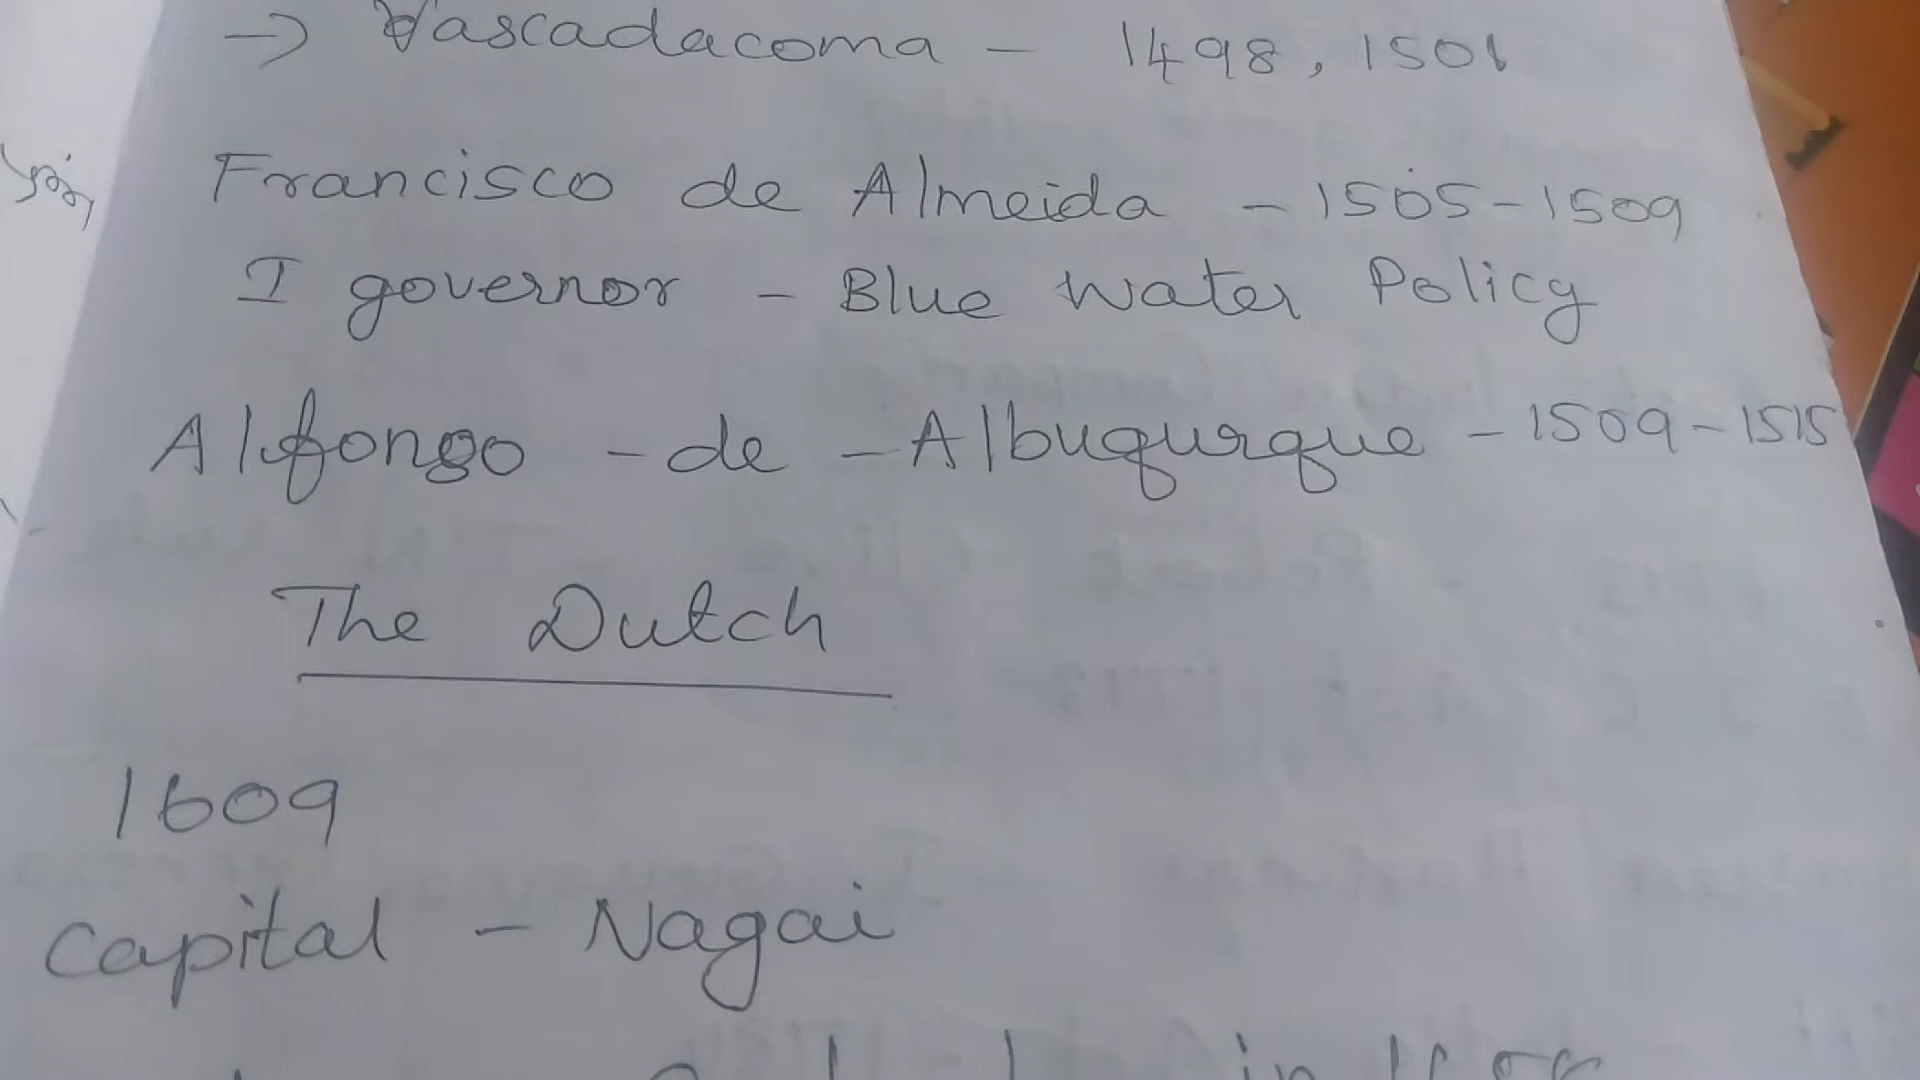 → Vascadacoma - 1498, 1501
Francisco de Almeida - 1505-1509
I governor - Blue Water Policy
Alfongo - de - Albuqurque - 1509-1515
The Dutch
1609
Capital - Nagai